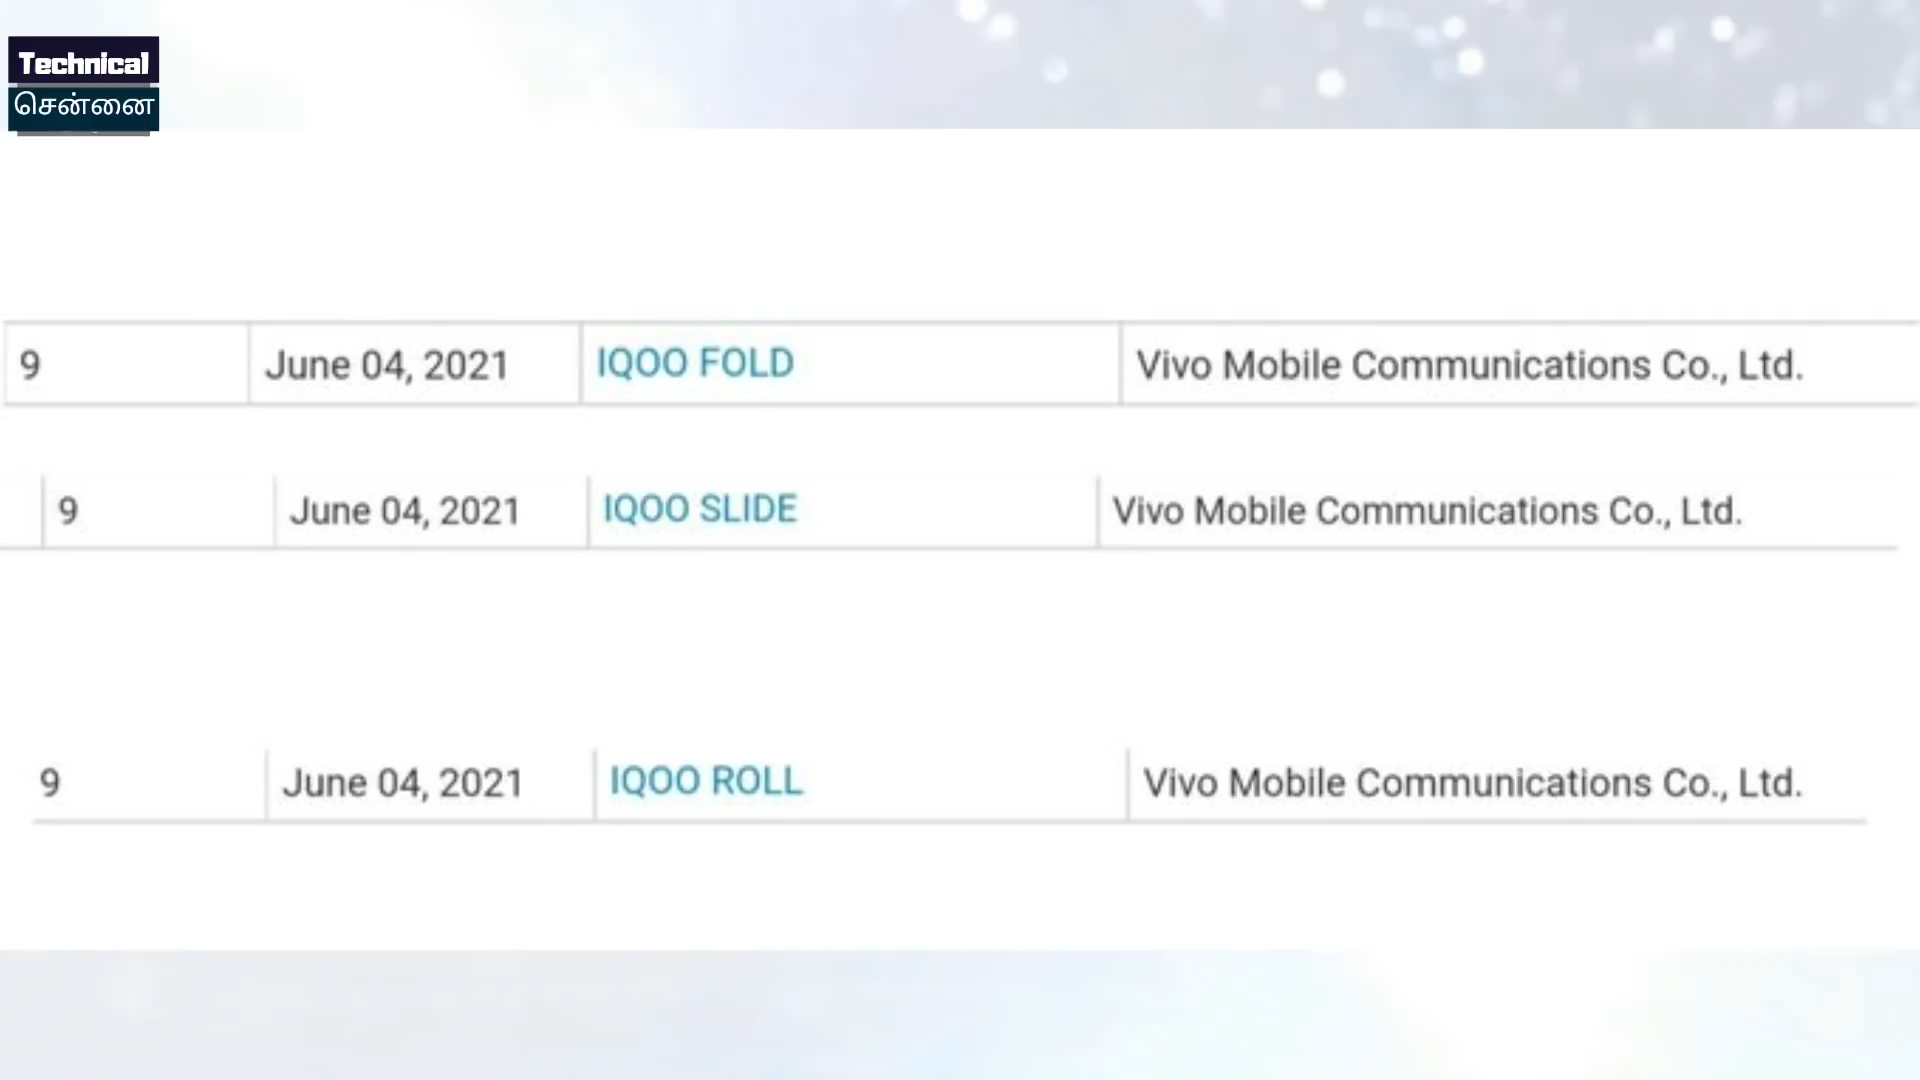 Technical
சென்னை
9 June 04, 2021 IQOO FOLD Vivo Mobile Communications Co., Ltd.
9 June 04, 2021 IQOO SLIDE Vivo Mobile Communications Co., Ltd.
9 June 04, 2021 IQOO ROLL Vivo Mobile Communications Co., Ltd.